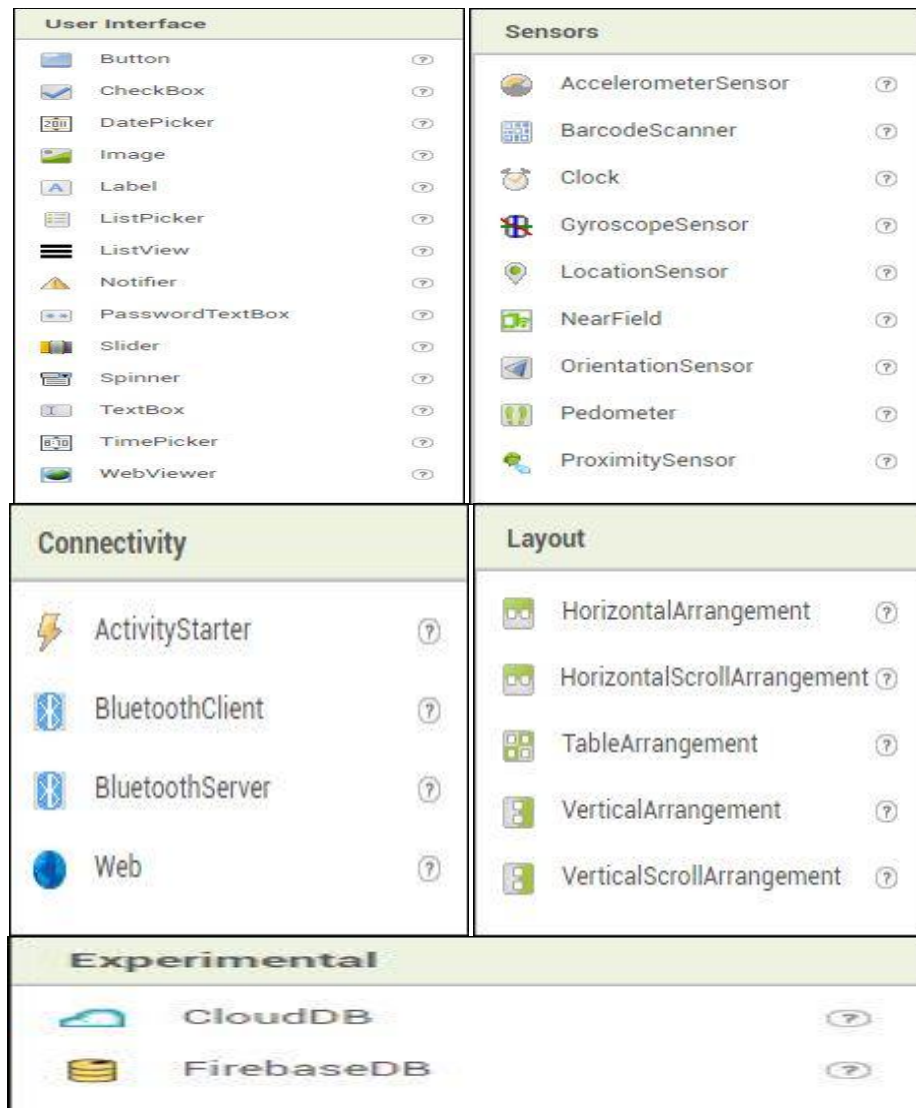 User Interface
Button
CheckBox
DatePicker
Image
Label
ListPicker
ListView
Notifier
PasswordTextBox
Slider
Spinner
TextBox
TimePicker
WebViewer
Sensors
AccelerometerSensor
BarcodeScanner
Clock
GyroscopeSensor
LocationSensor
NearField
OrientationSensor
Pedometer
ProximitySensor
Connectivity
ActivityStarter
BluetoothClient
BluetoothServer
Web
Layout
HorizontalArrangement
HorizontalScrollArrangement
TableArrangement
VerticalArrangement
VerticalScrollArrangement
Experimental
CloudDB
FirebaseDB